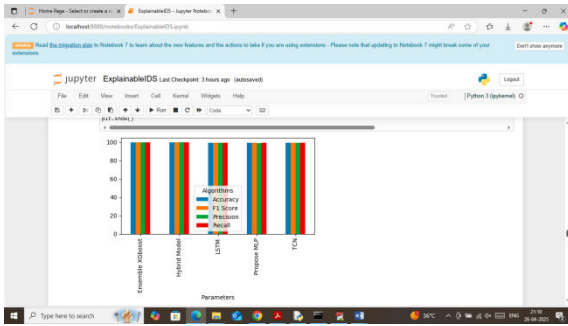 Home Page - Select or create a n
ExplainableIDS - Jupyter Noteboo
localhost:8888/notebooks/ExplainableIDS.ipynb
Read the migration plan to Notebook 7 to learn about the new features and the actions to take if you are using extensions - Please note that updating to Notebook 7 might break some of your extensions.
Don't show anymore
jupyter ExplainableIDS Last Checkpoint: 3 hours ago (autosaved)
Logout
File Edit View Insert Cell Kernel Widgets Help
Trusted
Python 3 (ipykernel)
Run
Code
plt.show()
100
80
60
40
20
0
Algorithms
Accuracy
F1 Score
Precision
Recall
Ensemble XGBoost
Hybrid Model
LSTM
Propose MLP
TCN
Parameters
Type here to search
36°C
ENG
23:10
26-04-2025